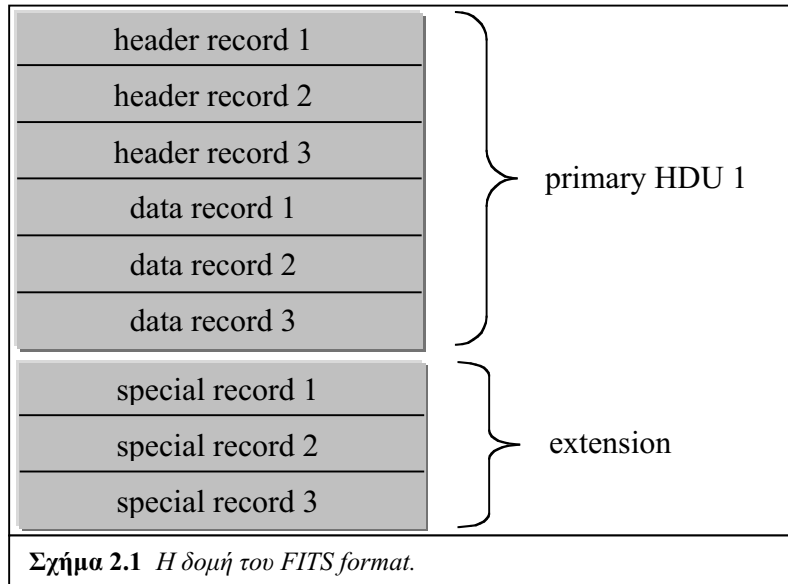 header record 1
header record 2
header record 3
data record 1
data record 2
data record 3
primary HDU 1
special record 1
special record 2
special record 3
extension
Σχήμα 2.1 Η δομή του FITS format.